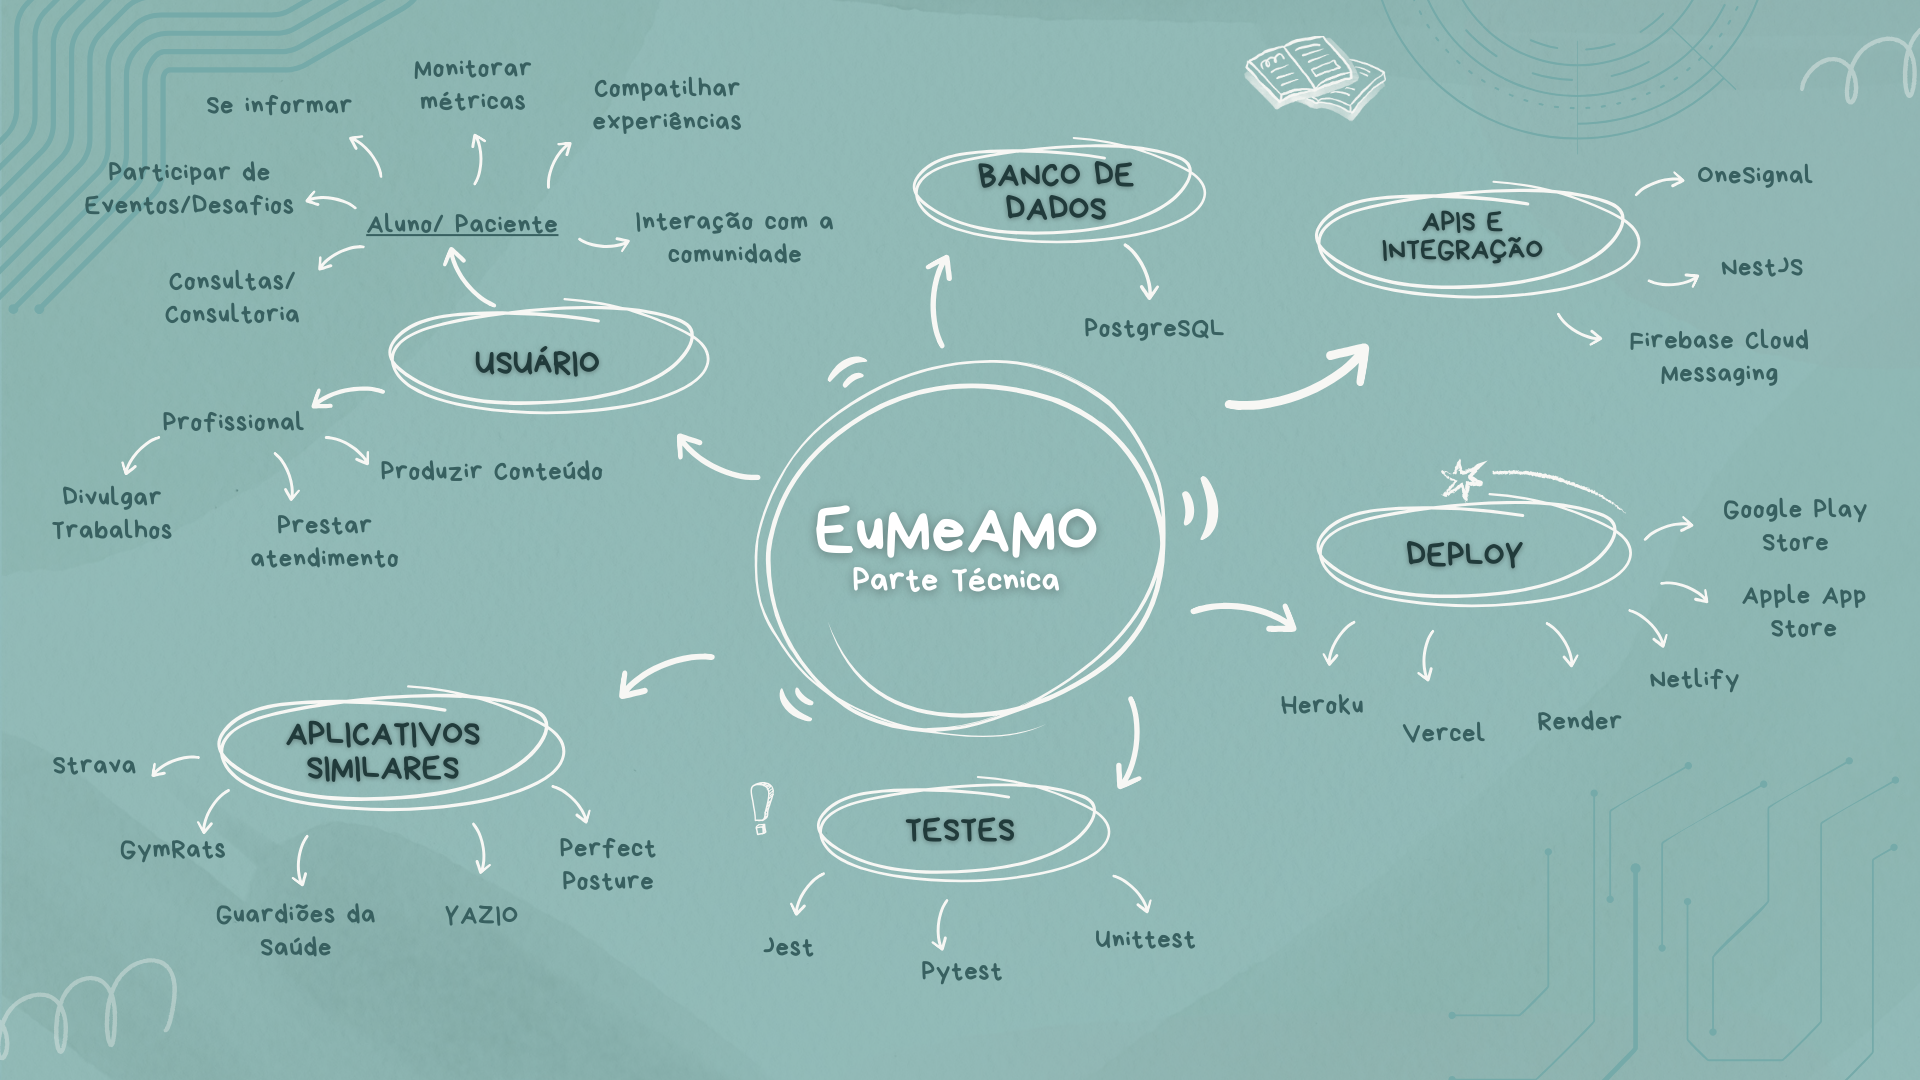 EuMeAMO
Parte Técnica
USUÁRIO
Aluno/ Paciente
Se informar
Monitorar
métricas
Compatilhar
experiências
Participar de
Eventos/Desafios
Interação com a
comunidade
Consultas/
Consultoria
Profissional
Divulgar
Trabalhos
Prestar
atendimento
Produzir Conteúdo
BANCO DE
DADOS
PostgreSQL
APIS E
INTEGRAÇÃO
OneSignal
NestJS
Firebase Cloud
Messaging
DEPLOY
Google Play
Store
Apple App
Store
Netlify
Render
Vercel
Heroku
TESTES
Jest
Pytest
Unittest
APLICATIVOS
SIMILARES
Strava
GymRats
Guardiões da
Saúde
YAZIO
Perfect
Posture